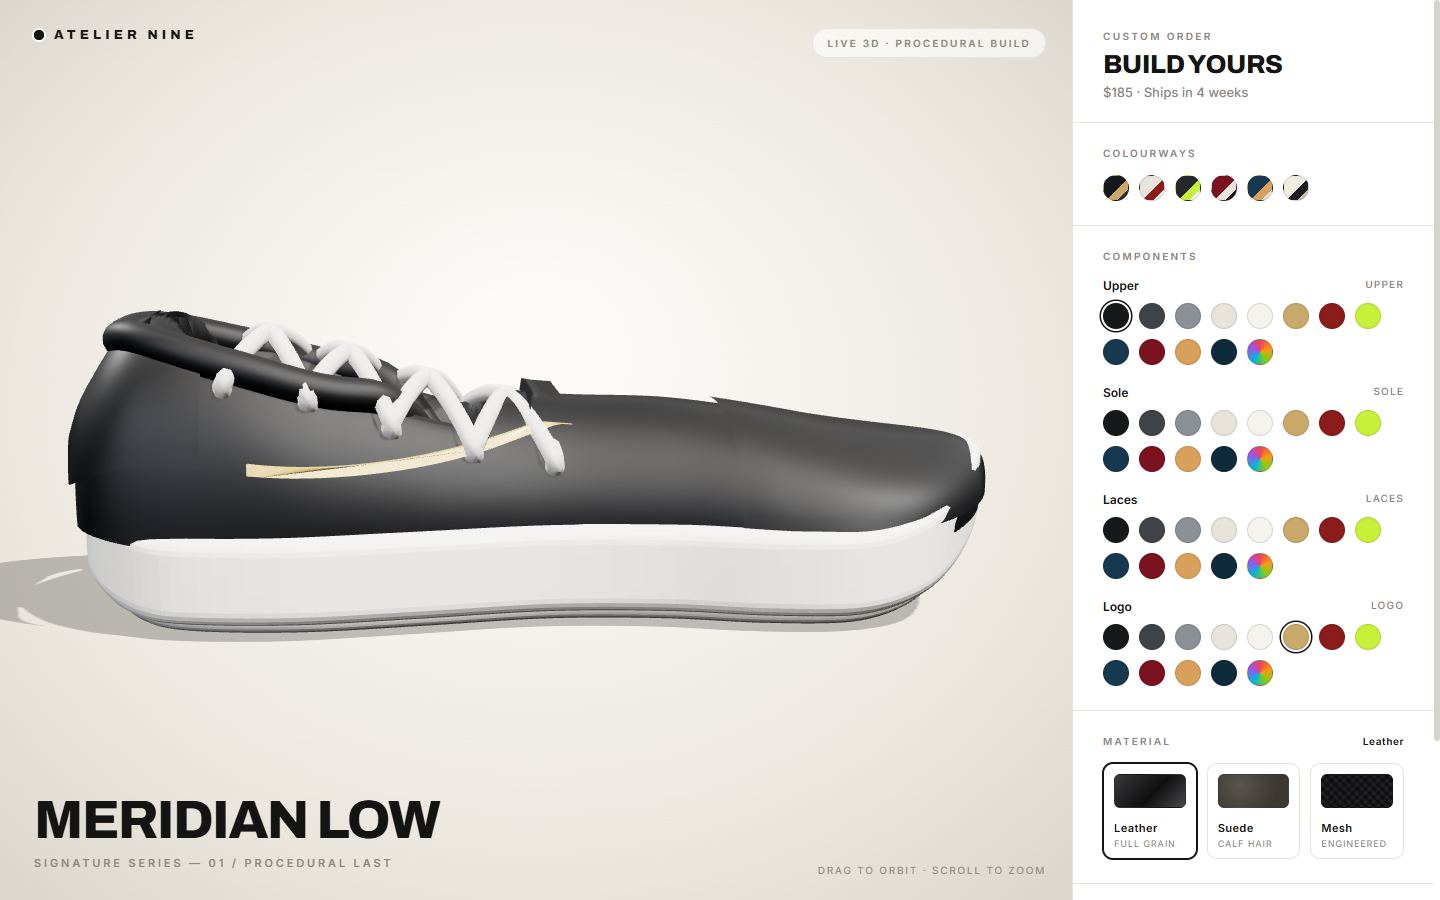 ATELIER NINE
LIVE 3D · PROCEDURAL BUILD
MERIDIAN LOW
SIGNATURE SERIES — 01 / PROCEDURAL LAST
DRAG TO ORBIT · SCROLL TO ZOOM
CUSTOM ORDER
BUILD YOURS
$185 · Ships in 4 weeks
COLOURWAYS
COMPONENTS
Upper UPPER
Sole SOLE
Laces LACES
Logo LOGO
MATERIAL Leather
Leather Suede Mesh
FULL GRAIN CALF HAIR ENGINEERED